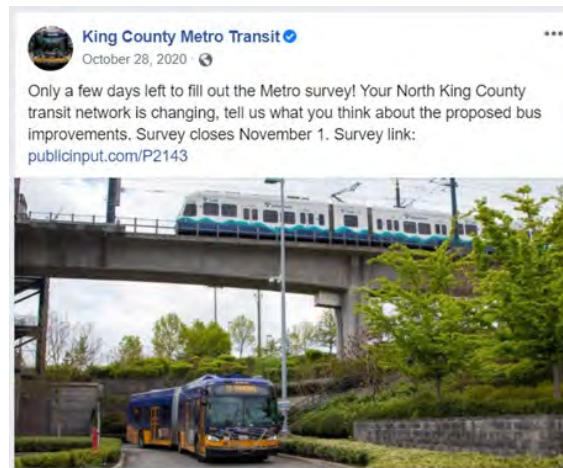 King County Metro Transit
October 28, 2020
Only a few days left to fill out the Metro survey! Your North King County
transit network is changing, tell us what you think about the proposed bus
improvements. Survey closes November 1. Survey link:
publicinput.com/P2143